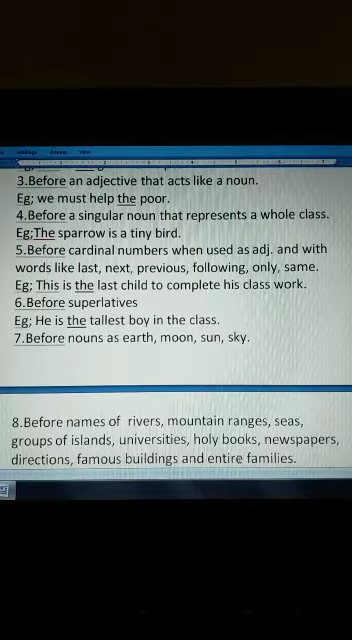 Mailings Review View
3.Before an adjective that acts like a noun.
Eg; we must help the poor.
4.Before a singular noun that represents a whole class.
Eg;The sparrow is a tiny bird.
5.Before cardinal numbers when used as adj. and with
words like last, next, previous, following, only, same.
Eg; This is the last child to complete his class work.
6.Before superlatives
Eg; He is the tallest boy in the class.
7.Before nouns as earth, moon, sun, sky.
8.Before names of rivers, mountain ranges, seas,
groups of islands, universities, holy books, newspapers,
directions, famous buildings and entire families.